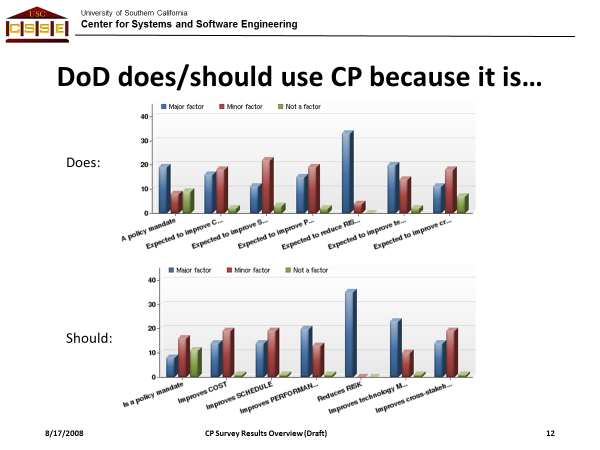 USC
CSSE
University of Southern California
Center for Systems and Software Engineering
DoD does/should use CP because it is…
Does:
Major factor Minor factor Not a factor
40
30
20
10
0
A policy mandate
Expected to improve C...
Expected to improve S...
Expected to improve P...
Expected to reduce RIS...
Expected to improve te...
Expected to improve cr...
Should:
Major factor Minor factor Not a factor
40
30
20
10
0
Is a policy mandate
Improves COST
Improves SCHEDULE
Improves PERFORMAN...
Reduces RISK
Improves technology M...
Improves cross-stakeh...
8/17/2008 CP Survey Results Overview (Draft) 12